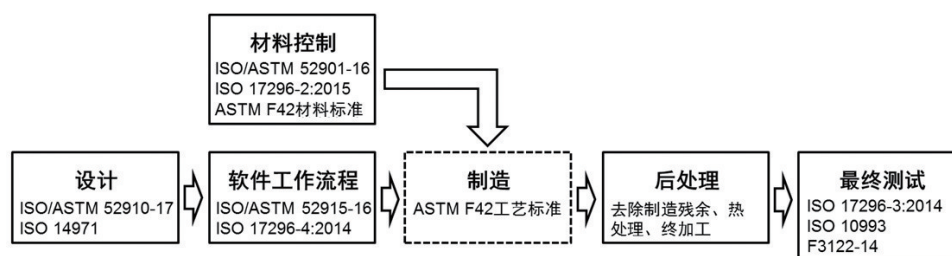 材料控制
ISO/ASTM 52901-16
ISO 17296-2:2015
ASTM F42材料标准
设计
ISO/ASTM 52910-17
ISO 14971
软件工作流程
ISO/ASTM 52915-16
ISO 17296-4:2014
制造
ASTM F42工艺标准
后处理
去除制造残余、热
处理、终加工
最终测试
ISO 17296-3:2014
ISO 10993
F3122-14